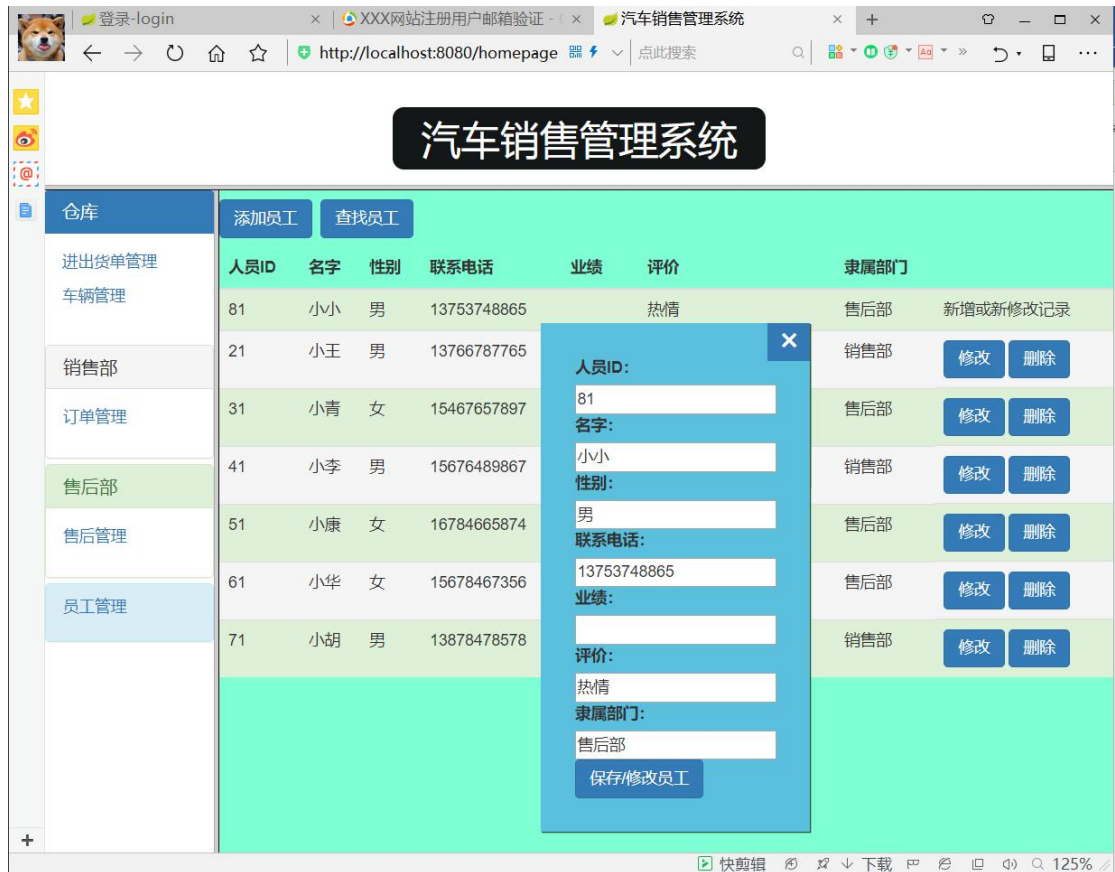 登录-login XXX网站注册用户邮箱验证 - 汽车销售管理系统
http://localhost:8080/homepage 点此搜索
汽车销售管理系统
仓库
进出货单管理
车辆管理
销售部
订单管理
售后部
售后管理
员工管理
添加员工 查找员工
人员ID 名字 性别 联系电话 业绩 评价 隶属部门
81 小小 男 13753748865 热情 售后部 新增或新修改记录
21 小王 男 13766787765 销售部 修改 删除
31 小青 女 15467657897 售后部 修改 删除
41 小李 男 15676489867 销售部 修改 删除
51 小康 女 16784665874 售后部 修改 删除
61 小华 女 15678467356 售后部 修改 删除
71 小胡 男 13878478578 销售部 修改 删除
人员ID：
81
名字：
小小
性别：
男
联系电话：
13753748865
业绩：
评价：
热情
隶属部门：
售后部
保存/修改员工
快剪辑 下载 125%